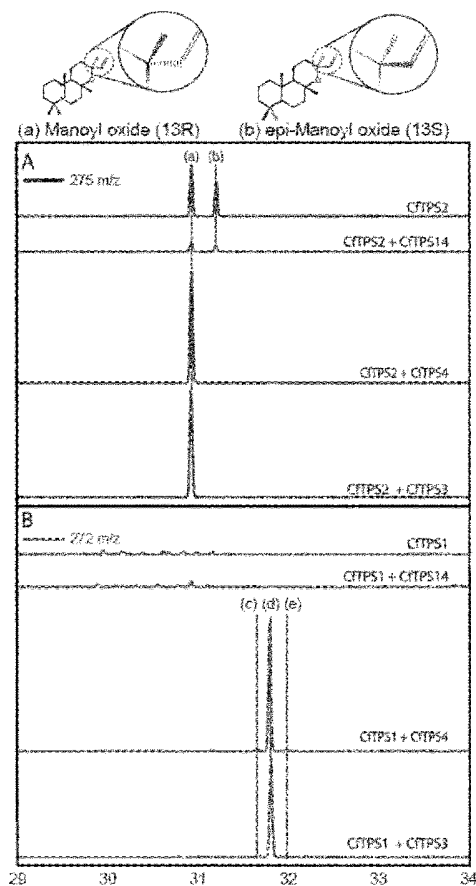 (a) Manoyl oxide (13R)
(b) epi-Manoyl oxide (13S)
A
(a) (b)
275 m/z
CfTPS2
CfTPS2 + CfTPS14
CfTPS2 + CfTPS4
CfTPS2 + CfTPS3
B
272 m/z
CfTPS1
CfTPS1 + CfTPS14
(c) (d) (e)
CfTPS1 + CfTPS4
CfTPS1 + CfTPS3
29 30 31 32 33 34